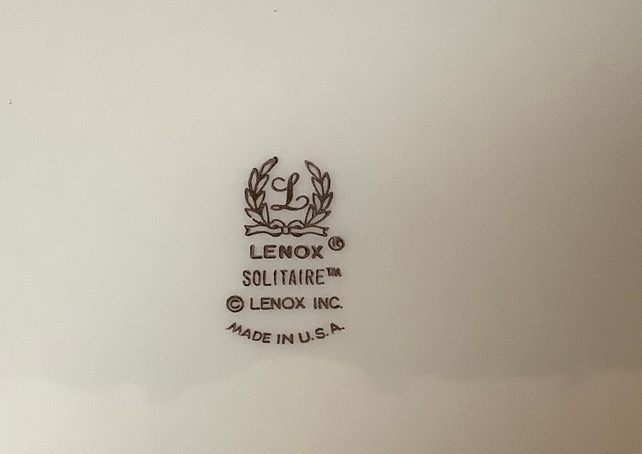 L
LENOX®
SOLITAIRE™
© LENOX INC.
MADE IN U.S.A.